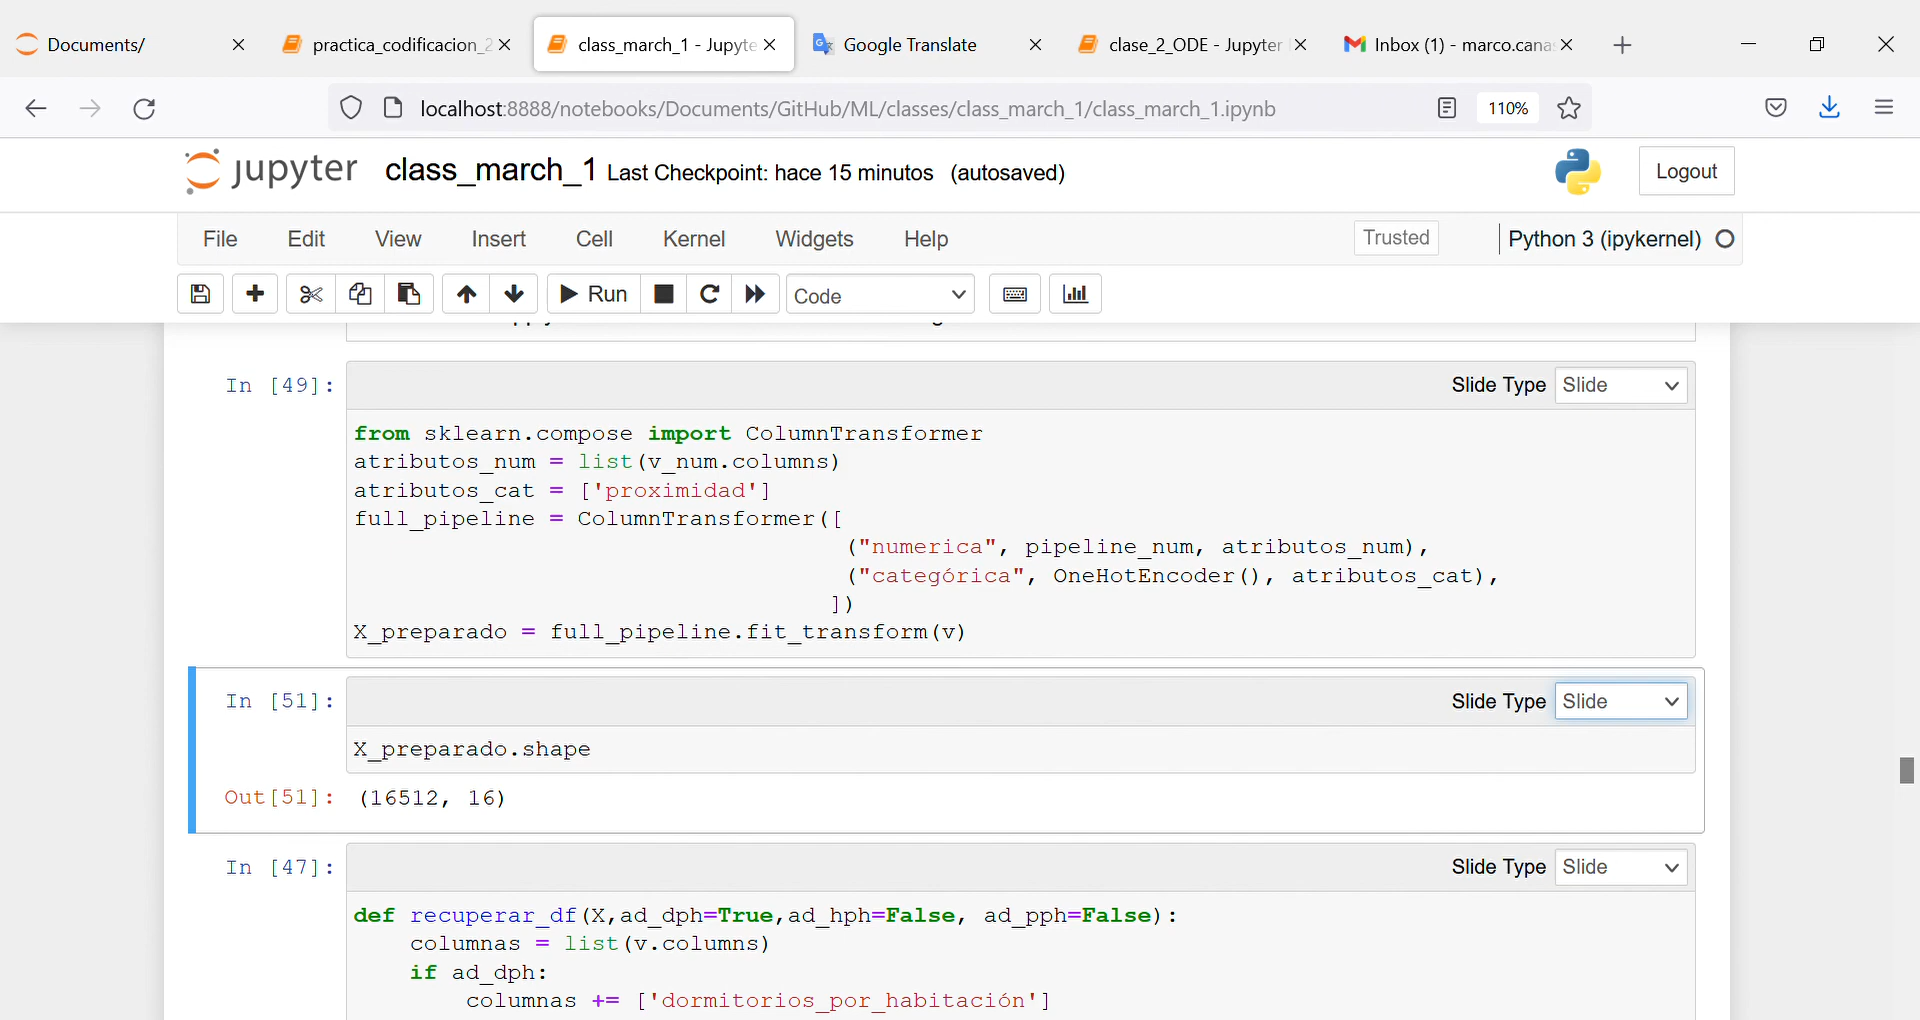 Documents/
practica_codificacion_2
class_march_1 - Jupyte
Google Translate
clase_2_ODE - Jupyter
Inbox (1) - marco.cana
localhost:8888/notebooks/Documents/GitHub/ML/classes/class_march_1/class_march_1.ipynb
110%
jupyter class_march_1 Last Checkpoint: hace 15 minutos (autosaved)
Logout
File Edit View Insert Cell Kernel Widgets Help
Trusted
Python 3 (ipykernel)
Run
Code
In [49]:
Slide Type Slide
from sklearn.compose import ColumnTransformer
atributos_num = list(v_num.columns)
atributos_cat = ['proximidad']
full_pipeline = ColumnTransformer([
("numerica", pipeline_num, atributos_num),
("categórica", OneHotEncoder(), atributos_cat),
])
X_preparado = full_pipeline.fit_transform(v)
In [51]:
Slide Type Slide
X_preparado.shape
Out[51]: (16512, 16)
In [47]:
Slide Type Slide
def recuperar_df(X,ad_dph=True,ad_hph=False, ad_pph=False):
columnas = list(v.columns)
if ad_dph:
columnas += ['dormitorios_por_habitación']